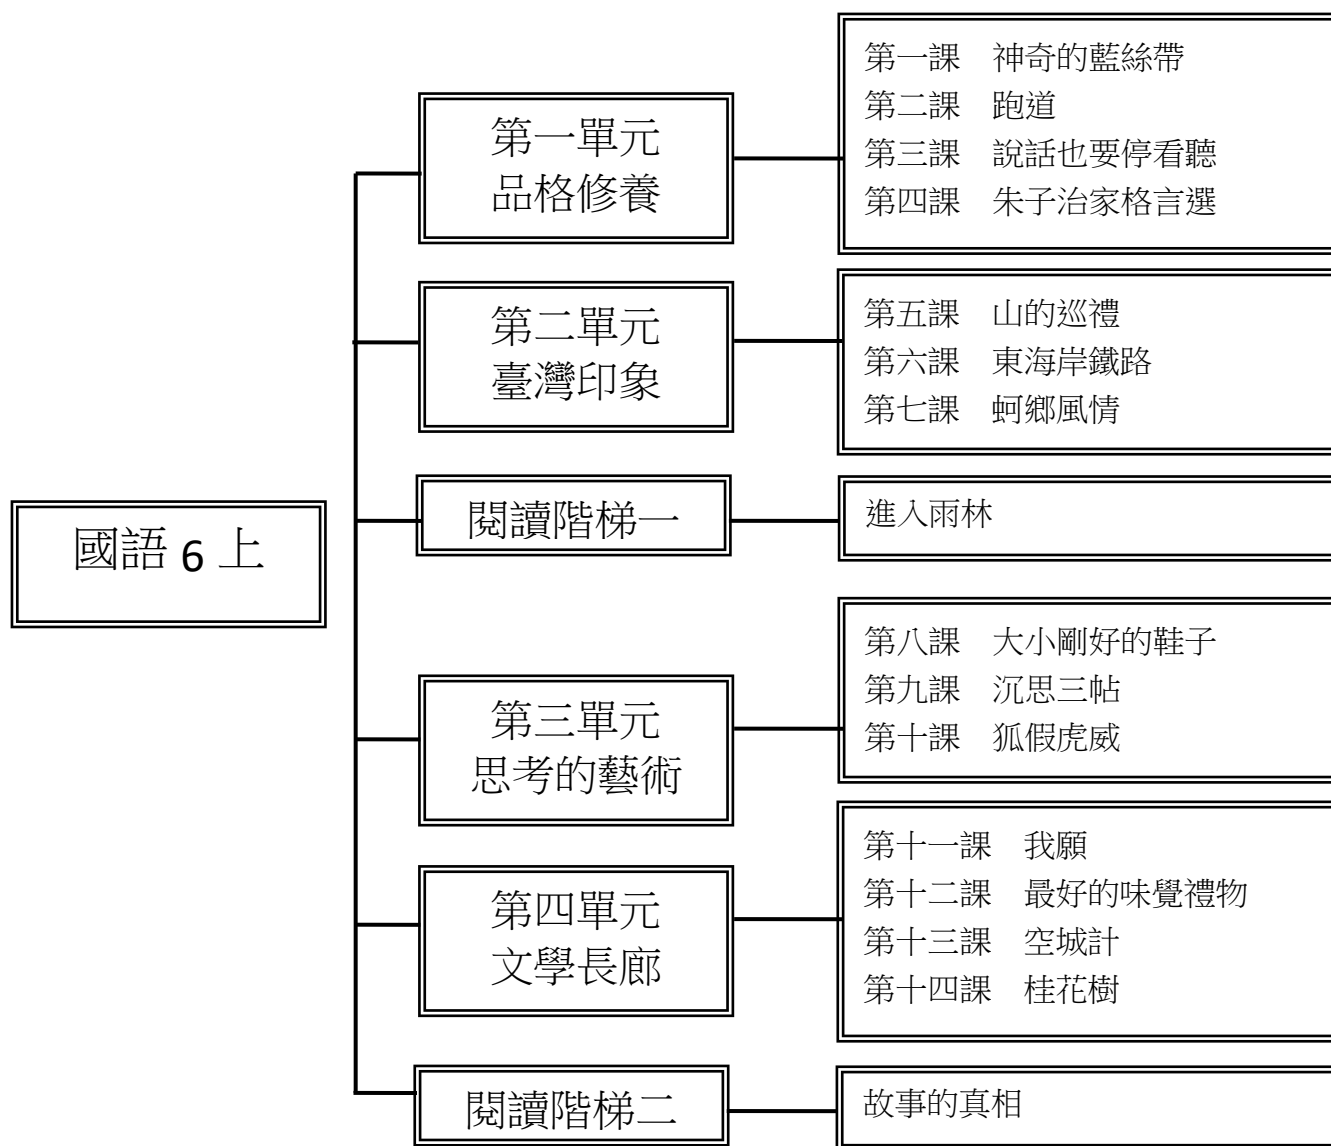 國語 6 上
第一單元
品格修養
第一課　神奇的藍絲帶
第二課　跑道
第三課　說話也要停看聽
第四課　朱子治家格言選
第二單元
臺灣印象
第五課　山的巡禮
第六課　東海岸鐵路
第七課　蚵鄉風情
閱讀階梯一
進入雨林
第三單元
思考的藝術
第八課　大小剛好的鞋子
第九課　沉思三帖
第十課　狐假虎威
第四單元
文學長廊
第十一課　我願
第十二課　最好的味覺禮物
第十三課　空城計
第十四課　桂花樹
閱讀階梯二
故事的真相